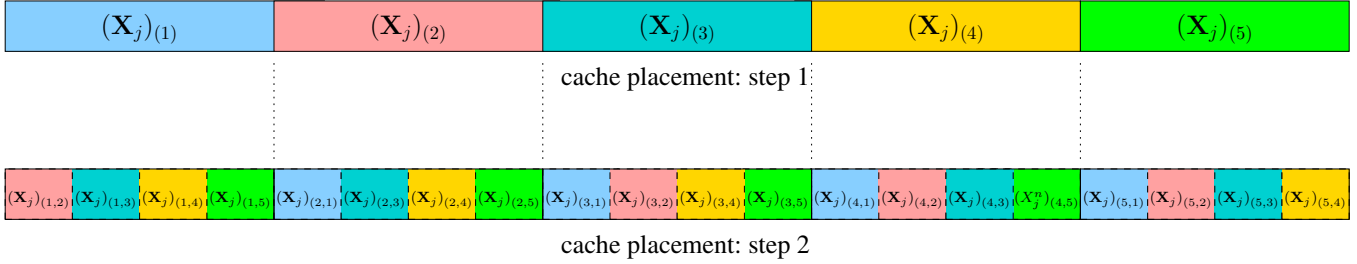 (𝐗_j)_(1) (𝐗_j)_(2) (𝐗_j)_(3) (𝐗_j)_(4) (𝐗_j)_(5)
cache placement: step 1
(𝐗_j)_(1,2) (𝐗_j)_(1,3) (𝐗_j)_(1,4) (𝐗_j)_(1,5) (𝐗_j)_(2,1) (𝐗_j)_(2,3) (𝐗_j)_(2,4) (𝐗_j)_(2,5) (𝐗_j)_(3,1) (𝐗_j)_(3,2) (𝐗_j)_(3,4) (𝐗_j)_(3,5) (𝐗_j)_(4,1) (𝐗_j)_(4,2) (𝐗_j)_(4,3) (X_j^n)_(4,5) (𝐗_j)_(5,1) (𝐗_j)_(5,2) (𝐗_j)_(5,3) (𝐗_j)_(5,4)
cache placement: step 2